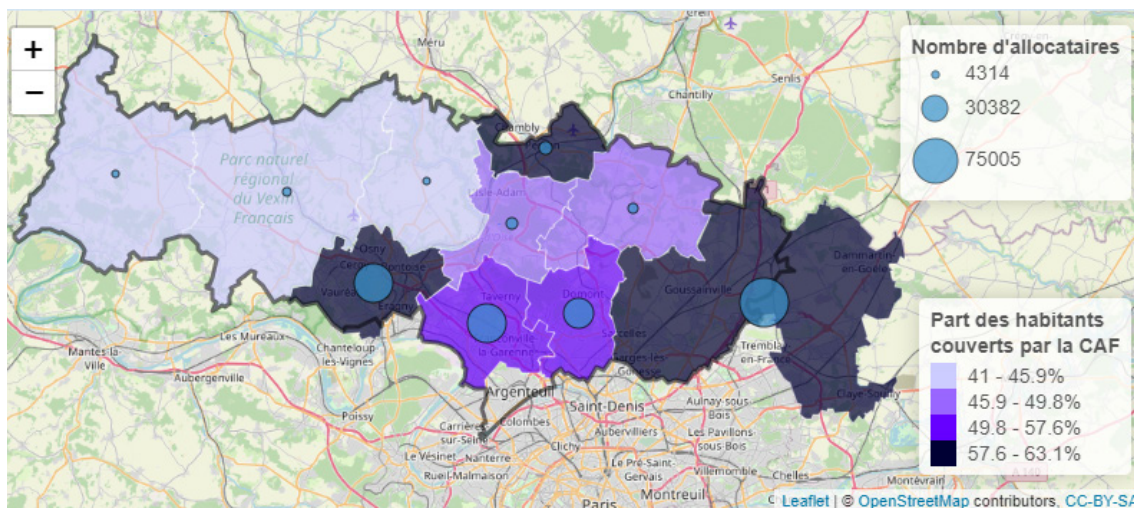 +
−
Nombre d'allocataires
4314
30382
75005
Part des habitants
couverts par la CAF
41 - 45.9%
45.9 - 49.8%
49.8 - 57.6%
57.6 - 63.1%
Méru
Creil
Senlis
Chantilly
Chambly
Parc naturel
régional
du Vexin
Français
L'Isle-Adam
Osny
Vauréal
Eragny
Taverny
Domont
Goussainville
Dammartin-
en-Goële
Sarcelles
Garges-lès-
Gonesse
Tremblay-
en-France
Claye-Souilly
Les Mureaux
Mantes-la-
Ville
Aubergenville
Chanteloup
les-Vignes
Poissy
Argenteuil
Saint-Denis
Aulnay-sous-
Bois
Carrières-
sur-Seine
Colombes
Aubervilliers
Les Pavillons
sous-Bois
Le Vésinet
Nanterre
Clichy
Le Pré-Saint-
Gervais
Villemomble
Rueil-Malmaison
Montreuil
Chelles
Montévrain
Paris
A 140
Leaflet | © OpenStreetMap contributors, CC-BY-SA